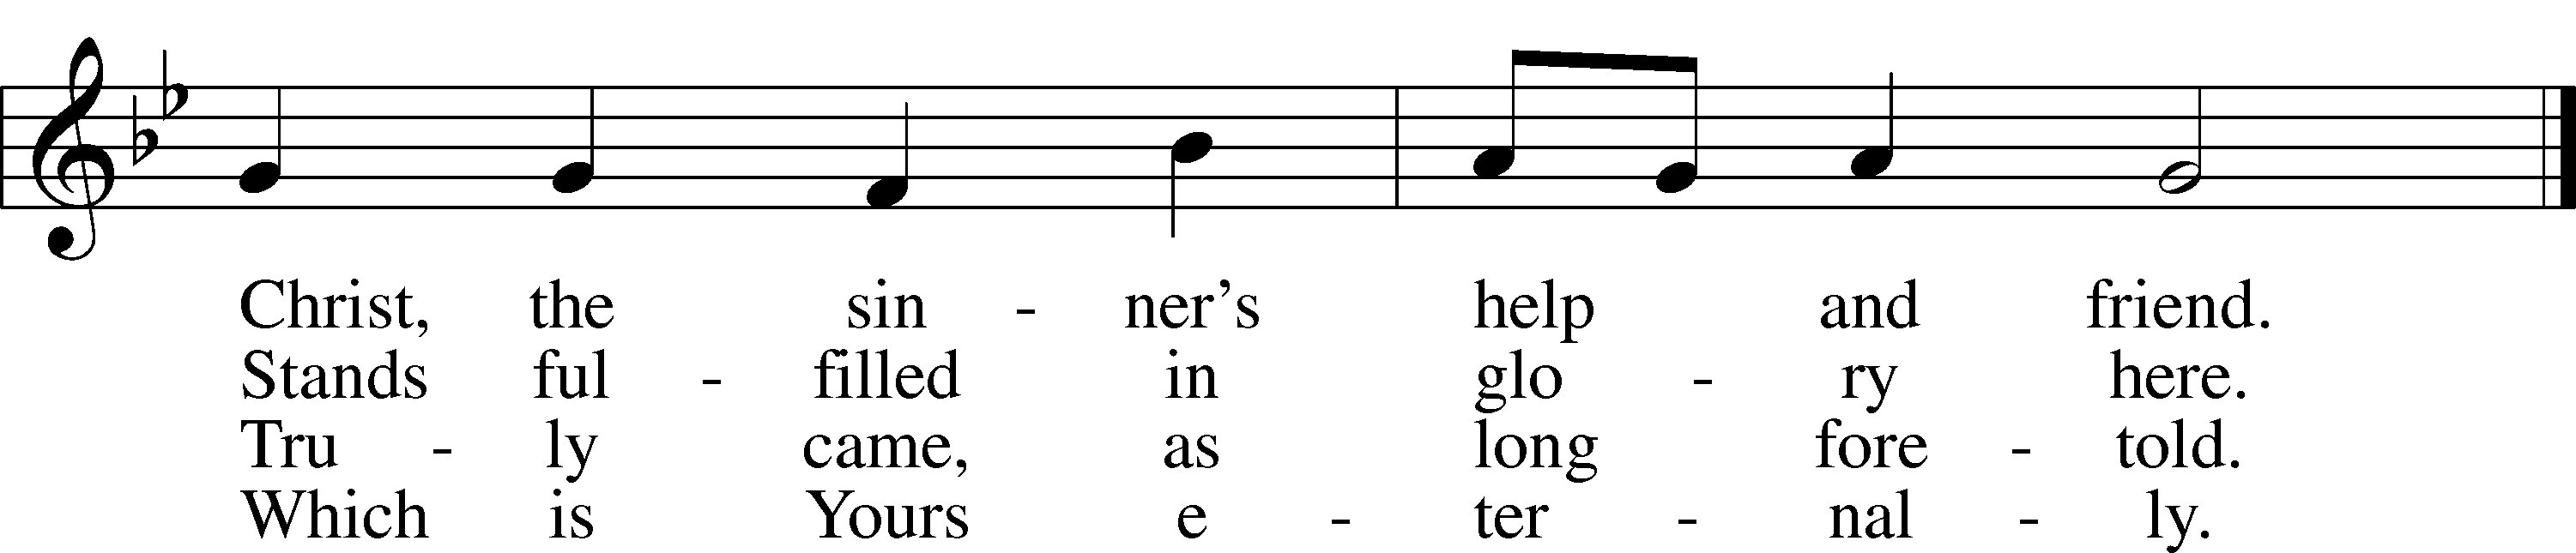 Christ, the sin - ner’s help and friend.
Stands ful - filled in glo - ry here.
Tru - ly came, as long fore - told.
Which is Yours e - ter - nal - ly.